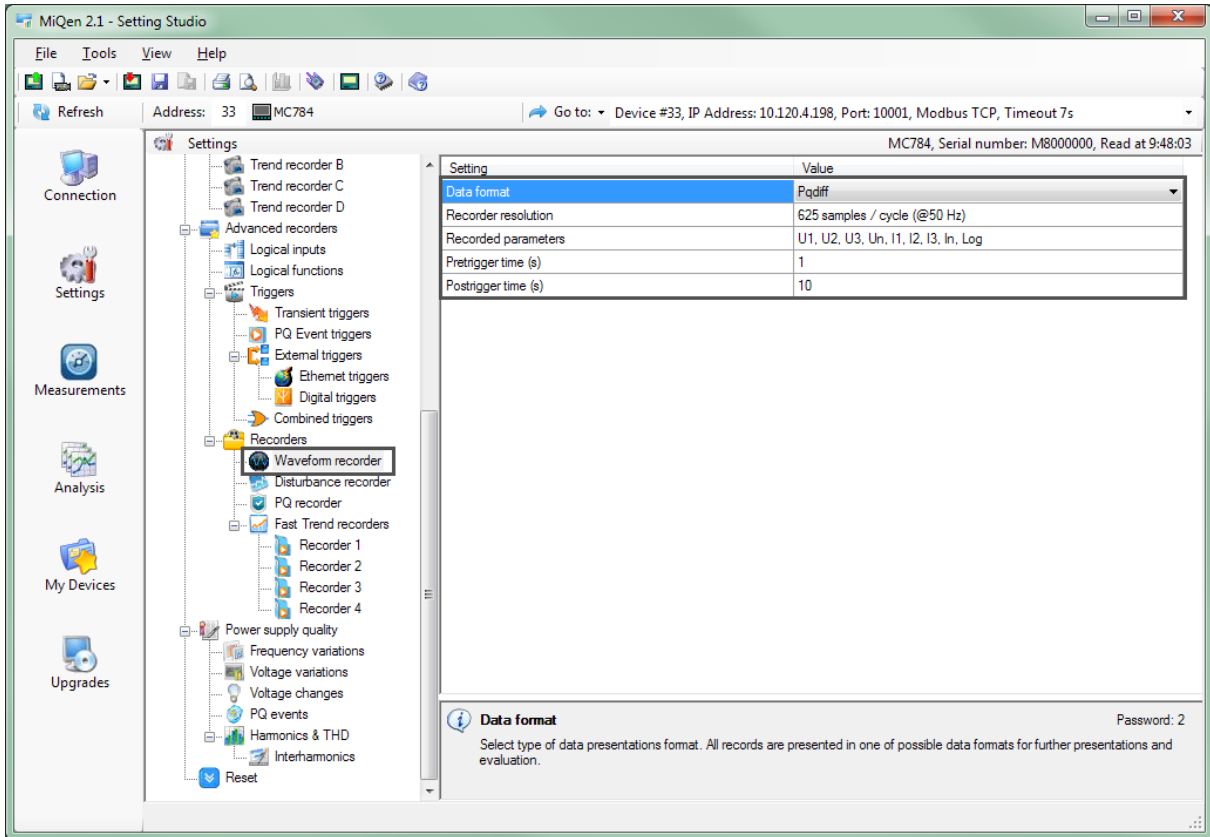 MiQen 2.1 - Setting Studio
File Tools View Help
Refresh Address: 33 MC784 Go to: Device #33, IP Address: 10.120.4.198, Port: 10001, Modbus TCP, Timeout 7s
Connection
Settings
Measurements
Analysis
My Devices
Upgrades
Settings MC784, Serial number: M8000000, Read at 9:48:03
Trend recorder B
Trend recorder C
Trend recorder D
Advanced recorders
Logical inputs
Logical functions
Triggers
Transient triggers
PQ Event triggers
External triggers
Ethernet triggers
Digital triggers
Combined triggers
Recorders
Waveform recorder
Disturbance recorder
PQ recorder
Fast Trend recorders
Recorder 1
Recorder 2
Recorder 3
Recorder 4
Power supply quality
Frequency variations
Voltage variations
Voltage changes
PQ events
Hamonics & THD
Interhamonics
Reset
Setting Value
Data format Pqdiff
Recorder resolution 625 samples / cycle (@50 Hz)
Recorded parameters U1, U2, U3, Un, I1, I2, I3, In, Log
Pretrigger time (s) 1
Postrigger time (s) 10
Data format Password: 2
Select type of data presentations format. All records are presented in one of possible data formats for further presentations and
evaluation.